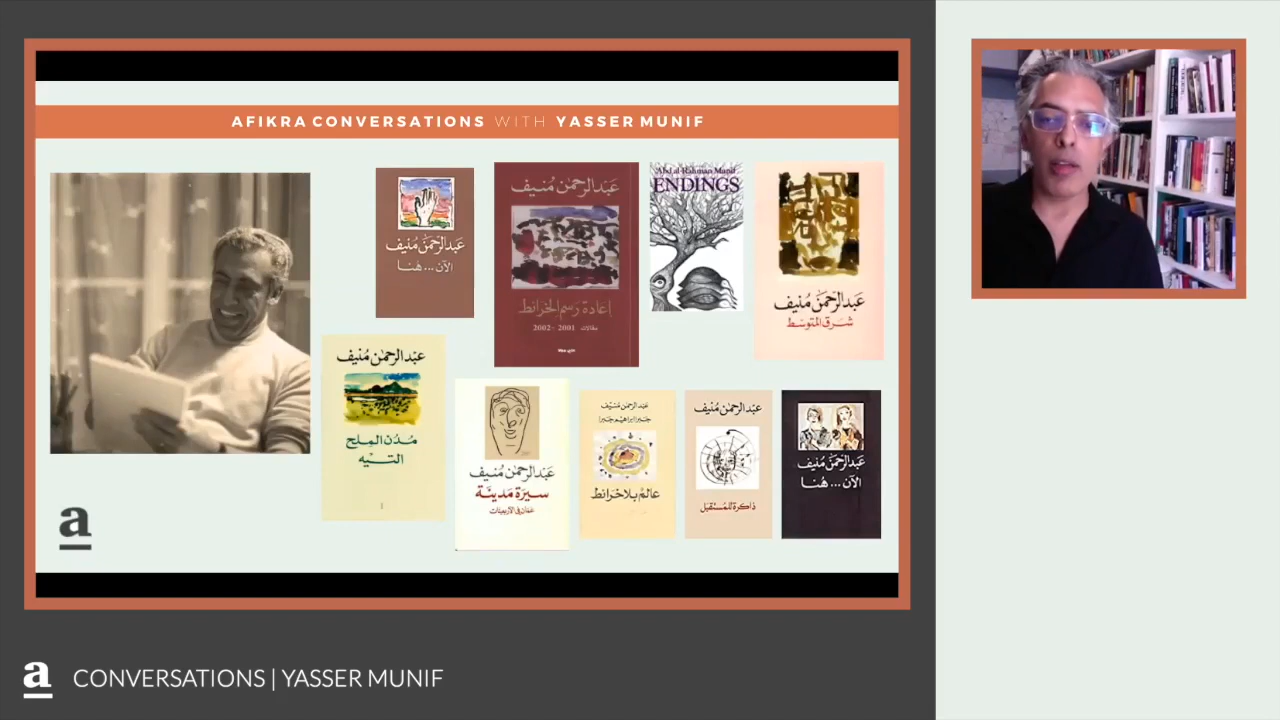 AFIKRA CONVERSATIONS WITH YASSER MUNIF
عبد الرحمن منيف
الآن... هنا
عبد الرحمن منيف
إعادة رسم الخرائط
مقالات 2001 - 2002
Abd al-Rahman Munif
ENDINGS
عبد الرحمن منيف
شرق المتوسط
عبد الرحمن منيف
مدن الملح
التيه
1
عبد الرحمن منيف
سيرة مدينة
عمان في الأربعينات
عبد الرحمن منيف
جبرا ابراهيم جبرا
عالم بلا خرائط
عبد الرحمن منيف
ذاكرة للمستقبل
عبد الرحمن منيف
الآن... هنا
a
a CONVERSATIONS | YASSER MUNIF